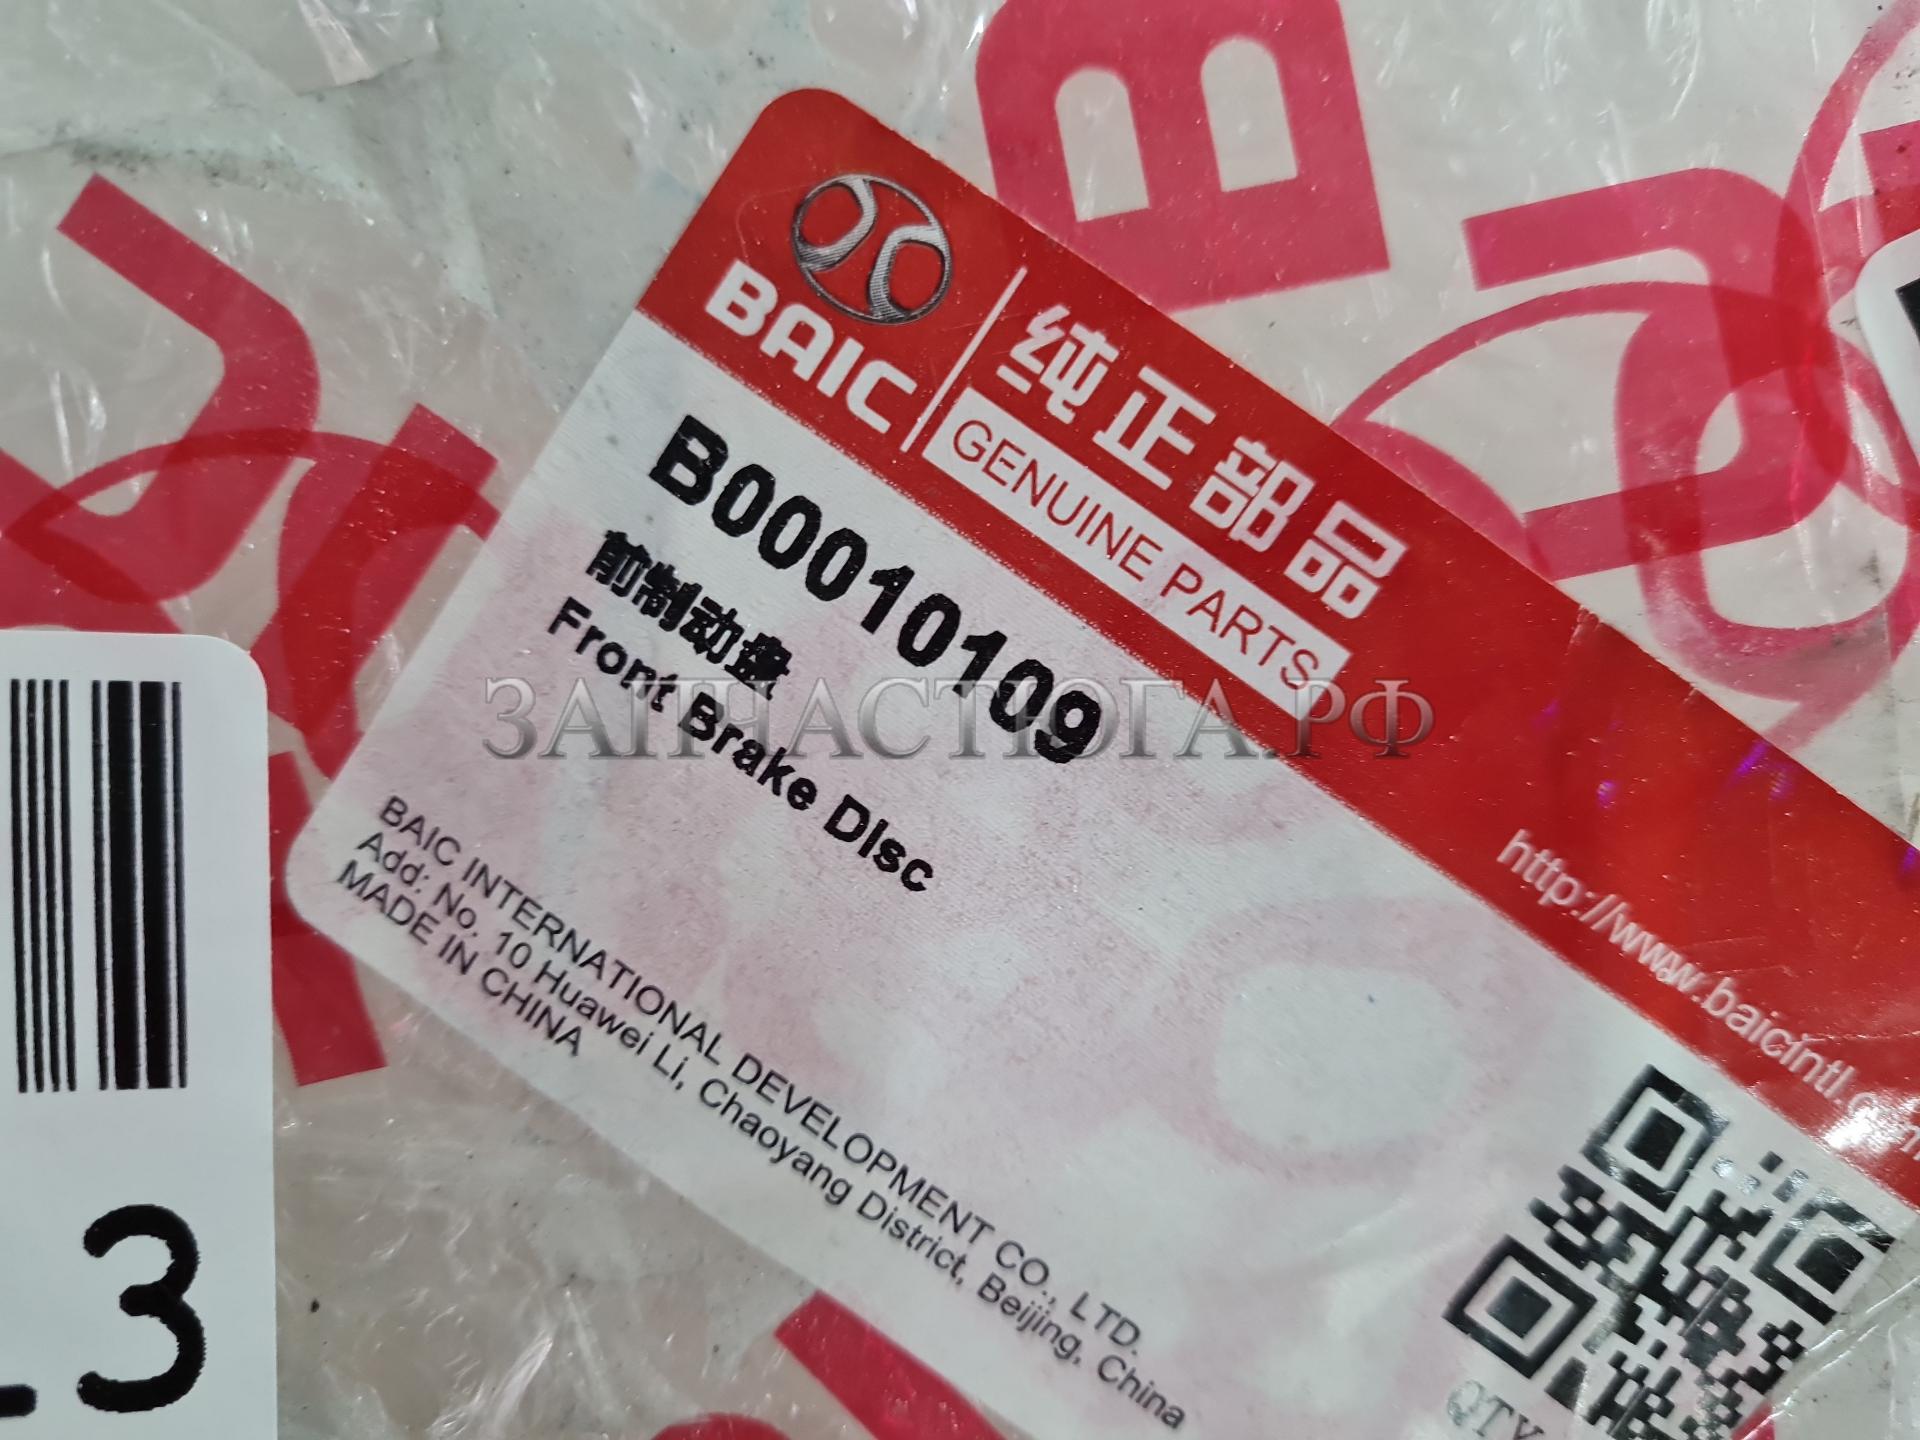 BAIC
纯正部品
GENUINE PARTS
B00010109
前制动盘
Front Brake Disc
ЗАПЧАСТЮГА.РФ
http://www.baicintl.com
BAIC INTERNATIONAL DEVELOPMENT CO., LTD.
Add: No. 10 Huawei Li, Chaoyang District, Beijing, China
MADE IN CHINA
QTY
3